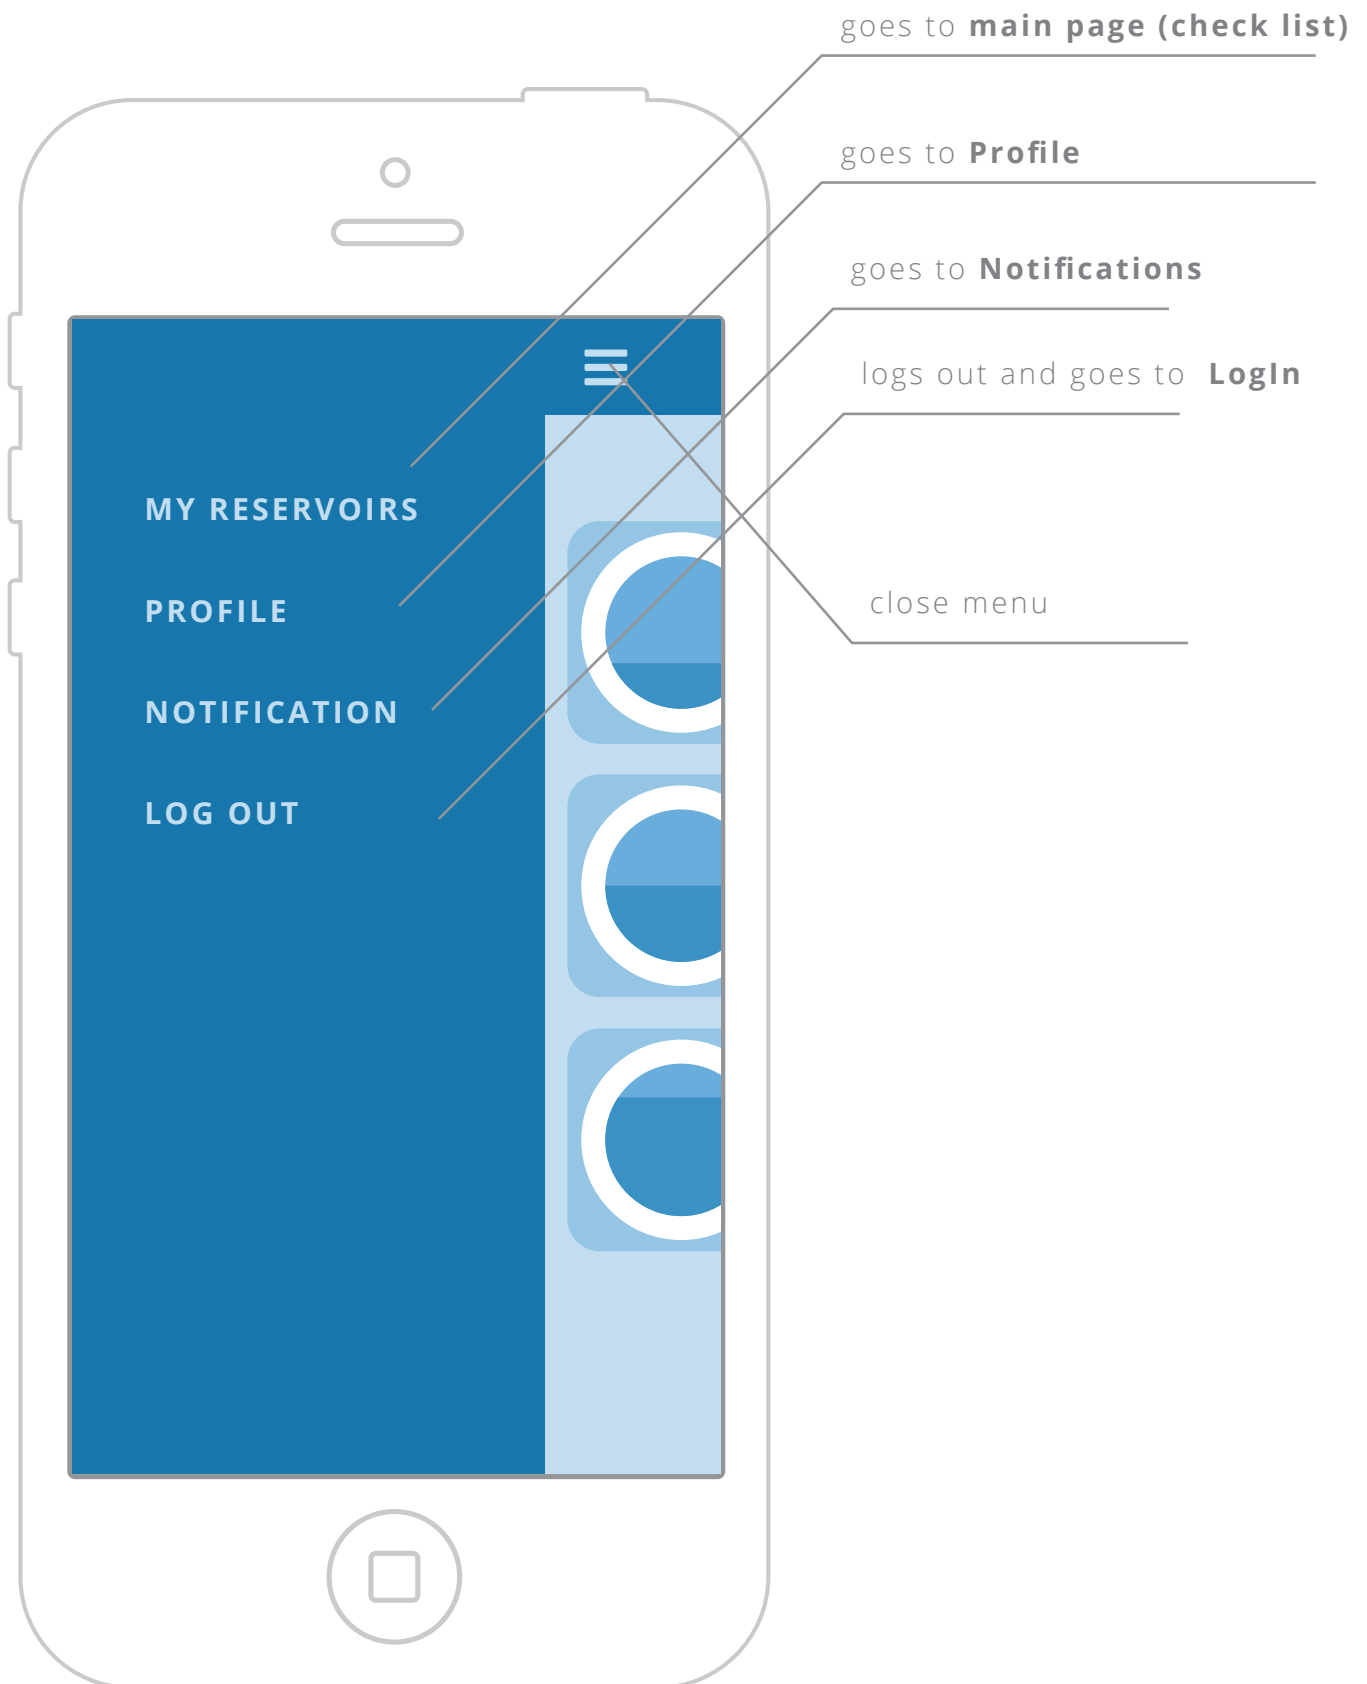 goes to main page (check list)
goes to Profile
goes to Notifications
logs out and goes to LogIn
MY RESERVOIRS
PROFILE
close menu
NOTIFICATION
LOG OUT